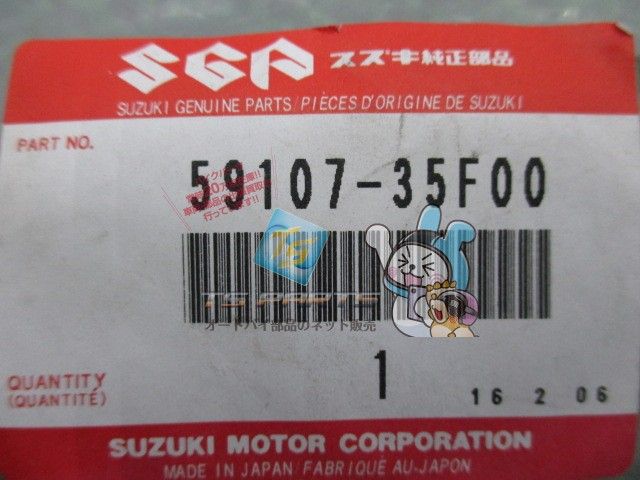 SGP スズキ純正部品
SUZUKI GENUINE PARTS/PIÈCES D'ORIGINE DE SUZUKI
PART NO.
59107-35F00
TS
TS PARTS
オートバイ部品のネット販売
QUANTITY
(QUANTITÉ)
1
16 2 06
SUZUKI MOTOR CORPORATION
MADE IN JAPAN/FABRIQUÉ AU-JAPON